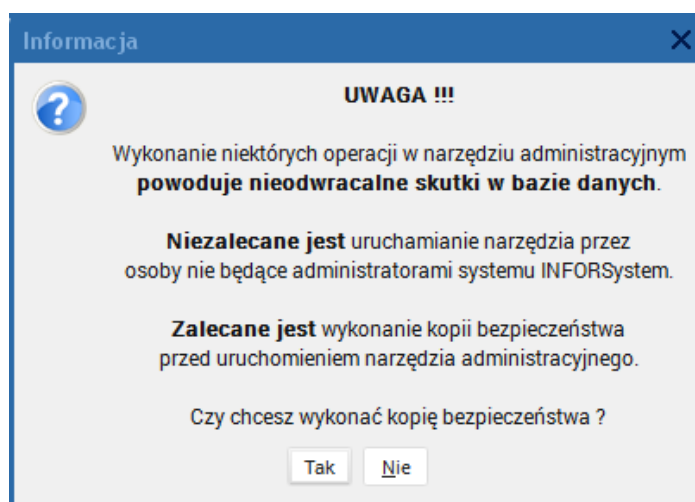 Informacja
UWAGA !!!
Wykonanie niektórych operacji w narzędziu administracyjnym
powoduje nieodwracalne skutki w bazie danych.
Niezalecane jest uruchamianie narzędzia przez
osoby nie będące administratorami systemu INFORSystem.
Zalecane jest wykonanie kopii bezpieczeństwa
przed uruchomieniem narzędzia administracyjnego.
Czy chcesz wykonać kopię bezpieczeństwa ?
Tak Nie